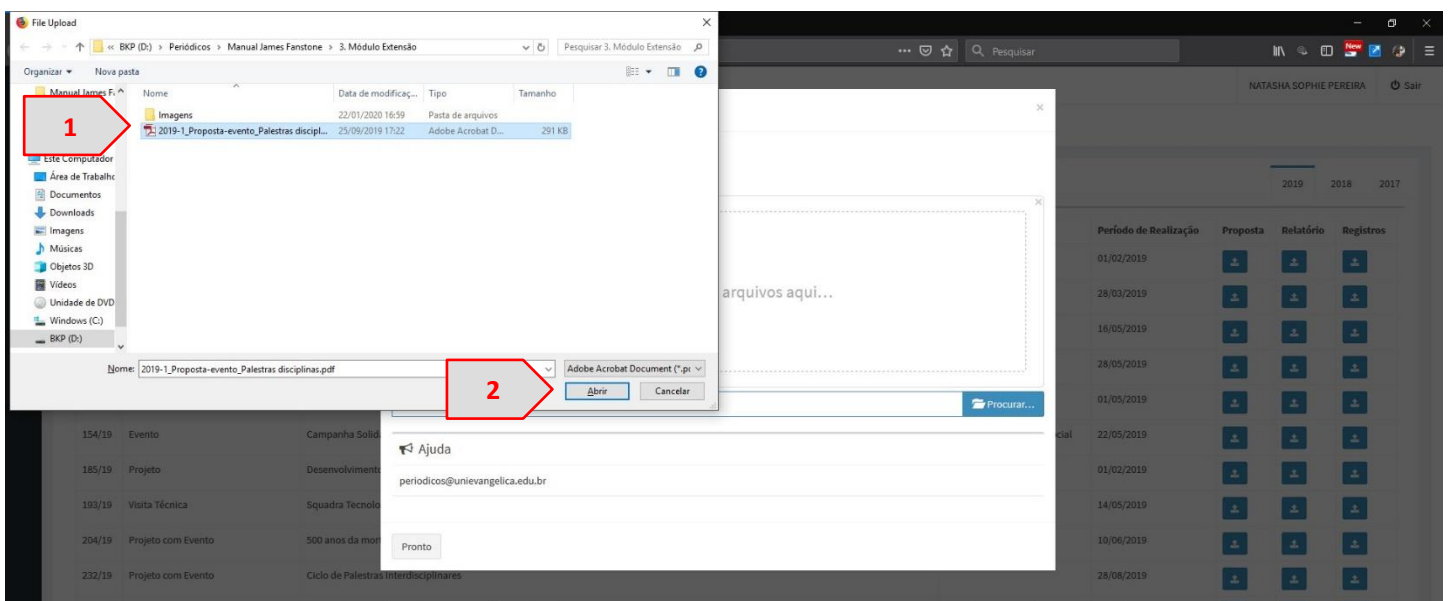 File Upload
« BKP (D:) › Periódicos › Manual James Fanstone › 3. Módulo Extensão
Pesquisar 3. Módulo Extensão
Pesquisar
New
Organizar
Nova pasta
NATASHA SOPHIE PEREIRA
Sair
Manual James F
Nome
Data de modificaç...
Tipo
Tamanho
Imagens
22/01/2020 16:59
Pasta de arquivos
1
2019-1_Proposta-evento_Palestras discipl...
25/09/2019 17:22
Adobe Acrobat D...
291 KB
Este Computador
Área de Trabalho
Documentos
Downloads
Imagens
Músicas
Objetos 3D
Vídeos
Unidade de DVD
Windows (C:)
BKP (D:)
Nome:
2019-1_Proposta-evento_Palestras disciplinas.pdf
Adobe Acrobat Document (*.p
2
Abrir
Cancelar
arquivos aqui...
Procurar...
Ajuda
periodicos@unievangelica.edu.br
Pronto
2019 2018 2017
Período de Realização Proposta Relatório Registros
01/02/2019
28/03/2019
16/05/2019
28/05/2019
01/05/2019
154/19 Evento Campanha Solid cial 22/05/2019
185/19 Projeto Desenvolvimento 01/02/2019
193/19 Visita Técnica Squadra Tecnolo 14/05/2019
204/19 Projeto com Evento 500 anos da mor 10/06/2019
232/19 Projeto com Evento Ciclo de Palestras Interdisciplinares 28/08/2019